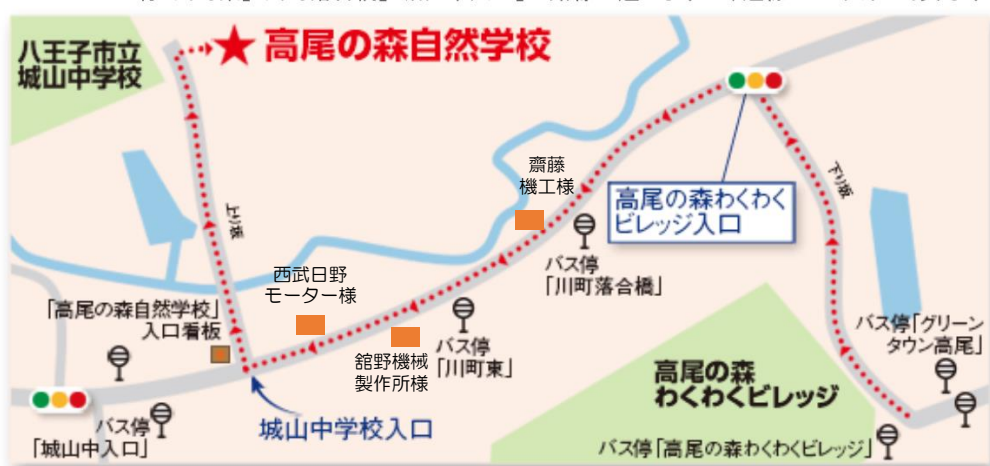 八王子市立
城山中学校
高尾の森自然学校
齋藤
機工様
高尾の森わくわく
ビレッジ入口
下り坂
上り坂
バス停
「川町落合橋」
西武日野
モーター様
「高尾の森自然学校」
入口看板
バス停
「川町東」
舘野機械
製作所様
バス停「グリーン
タウン高尾」
高尾の森
わくわくビレッジ
城山中学校入口
バス停
「城山中入口」
バス停「高尾の森わくわくビレッジ」